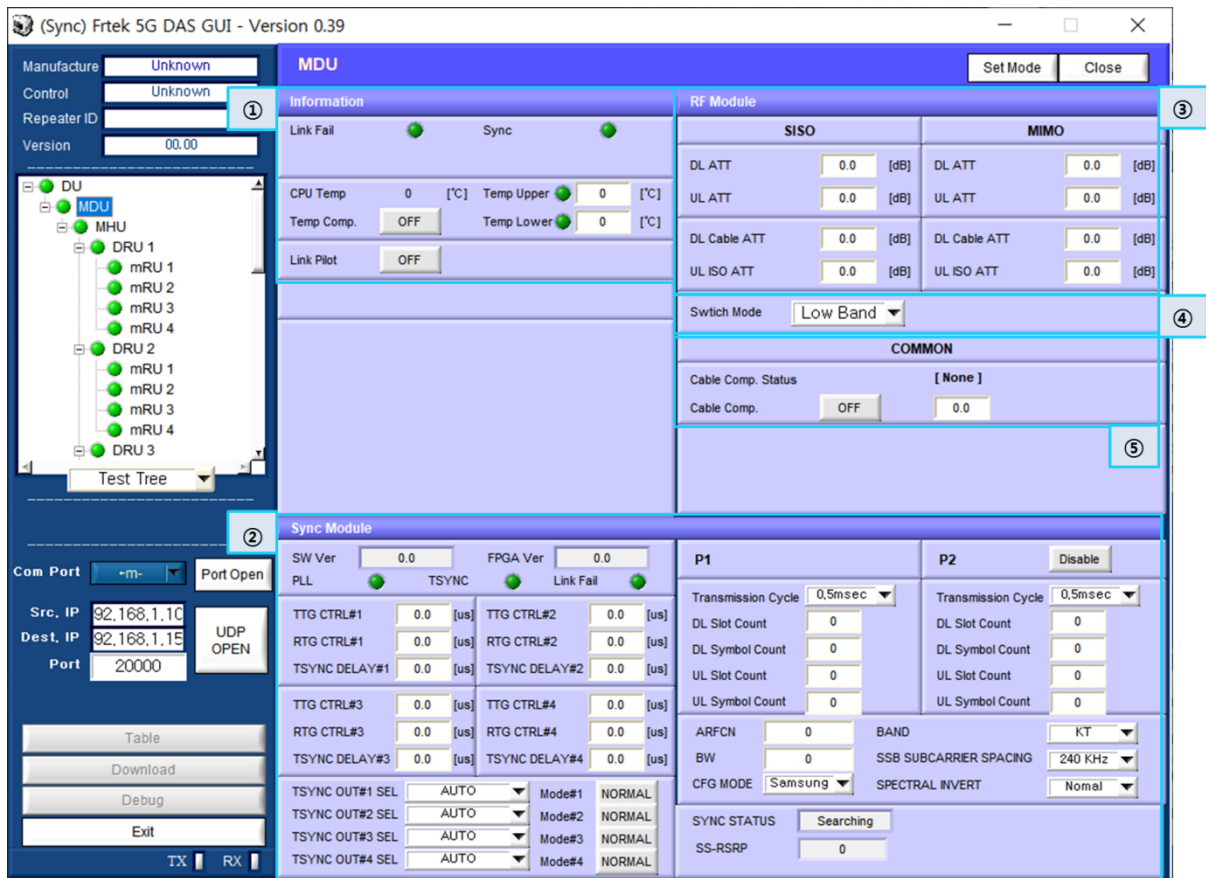 (Sync) Frtek 5G DAS GUI - Version 0.39
Manufacture Unknown
Control Unknown
Repeater ID
Version 00.00
DU
MDU
MHU
DRU 1
mRU 1
mRU 2
mRU 3
mRU 4
DRU 2
mRU 1
mRU 2
mRU 3
mRU 4
DRU 3
Test Tree
Com Port Port Open
Src. IP 92.168.1.10
Dest. IP 92.168.1.15
Port 20000
UDP
OPEN
Table
Download
Debug
Exit
TX RX
MDU Set Mode Close
①
Information
Link Fail Sync
CPU Temp 0 [℃] Temp Upper 0 [℃]
Temp Comp. OFF Temp Lower 0 [℃]
Link Pilot OFF
③
RF Module
SISO MIMO
DL ATT 0.0 [dB] DL ATT 0.0 [dB]
UL ATT 0.0 [dB] UL ATT 0.0 [dB]
DL Cable ATT 0.0 [dB] DL Cable ATT 0.0 [dB]
UL ISO ATT 0.0 [dB] UL ISO ATT 0.0 [dB]
Swtich Mode Low Band
④
COMMON
Cable Comp. Status [ None ]
Cable Comp. OFF 0.0
⑤
②
Sync Module
SW Ver 0.0 FPGA Ver 0.0
PLL TSYNC Link Fail
TTG CTRL#1 0.0 [us] TTG CTRL#2 0.0 [us]
RTG CTRL#1 0.0 [us] RTG CTRL#2 0.0 [us]
TSYNC DELAY#1 0.0 [us] TSYNC DELAY#2 0.0 [us]
TTG CTRL#3 0.0 [us] TTG CTRL#4 0.0 [us]
RTG CTRL#3 0.0 [us] RTG CTRL#4 0.0 [us]
TSYNC DELAY#3 0.0 [us] TSYNC DELAY#4 0.0 [us]
TSYNC OUT#1 SEL AUTO Mode#1 NORMAL
TSYNC OUT#2 SEL AUTO Mode#2 NORMAL
TSYNC OUT#3 SEL AUTO Mode#3 NORMAL
TSYNC OUT#4 SEL AUTO Mode#4 NORMAL
P1 P2 Disable
Transmission Cycle 0,5msec Transmission Cycle 0,5msec
DL Slot Count 0 DL Slot Count 0
DL Symbol Count 0 DL Symbol Count 0
UL Slot Count 0 UL Slot Count 0
UL Symbol Count 0 UL Symbol Count 0
ARFCN 0 BAND KT
BW 0 SSB SUBCARRIER SPACING 240 KHz
CFG MODE Samsung SPECTRAL INVERT Nomal
SYNC STATUS Searching
SS-RSRP 0